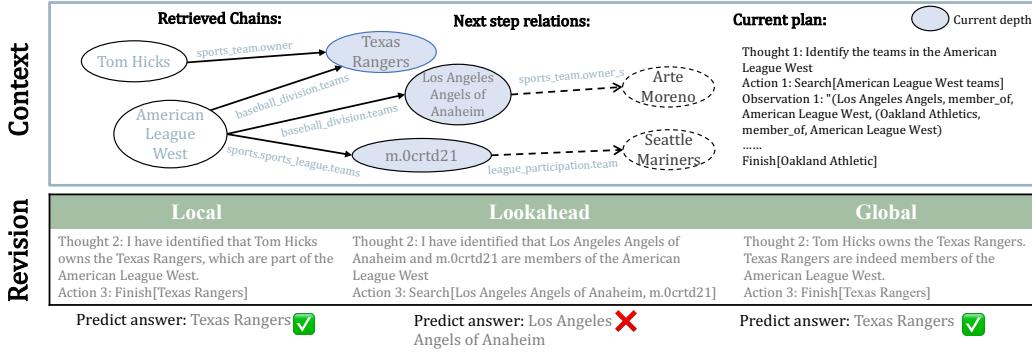 Retrieved Chains:
Next step relations:
Current plan:
Current depth
Context
Tom Hicks
sports_team.owner
Texas
Rangers
baseball_division.teams
American
League
West
baseball_division.teams
Los Angeles
Angels of
Anaheim
sports_team.owner_s
Arte
Moreno
sports.sports_league.teams
m.0crtd21
league_participation.team
Seattle
Mariners
Thought 1: Identify the teams in the American
League West
Action 1: Search[American League West teams]
Observation 1: "(Los Angeles Angels, member_of,
American League West, (Oakland Athletics,
member_of, American League West)
......
Finish[Oakland Athletic]
Revision
Local
Thought 2: I have identified that Tom Hicks
owns the Texas Rangers, which are part of the
American League West.
Action 3: Finish[Texas Rangers]
Predict answer: Texas Rangers
Lookahead
Thought 2: I have identified that Los Angeles Angels of
Anaheim and m.0crtd21 are members of the American
League West
Action 3: Search[Los Angeles Angels of Anaheim, m.0crtd21]
Predict answer: Los Angeles
Angels of Anaheim
Global
Thought 2: Tom Hicks owns the Texas Rangers.
Texas Rangers are indeed members of the
American League West.
Action 3: Finish[Texas Rangers]
Predict answer: Texas Rangers